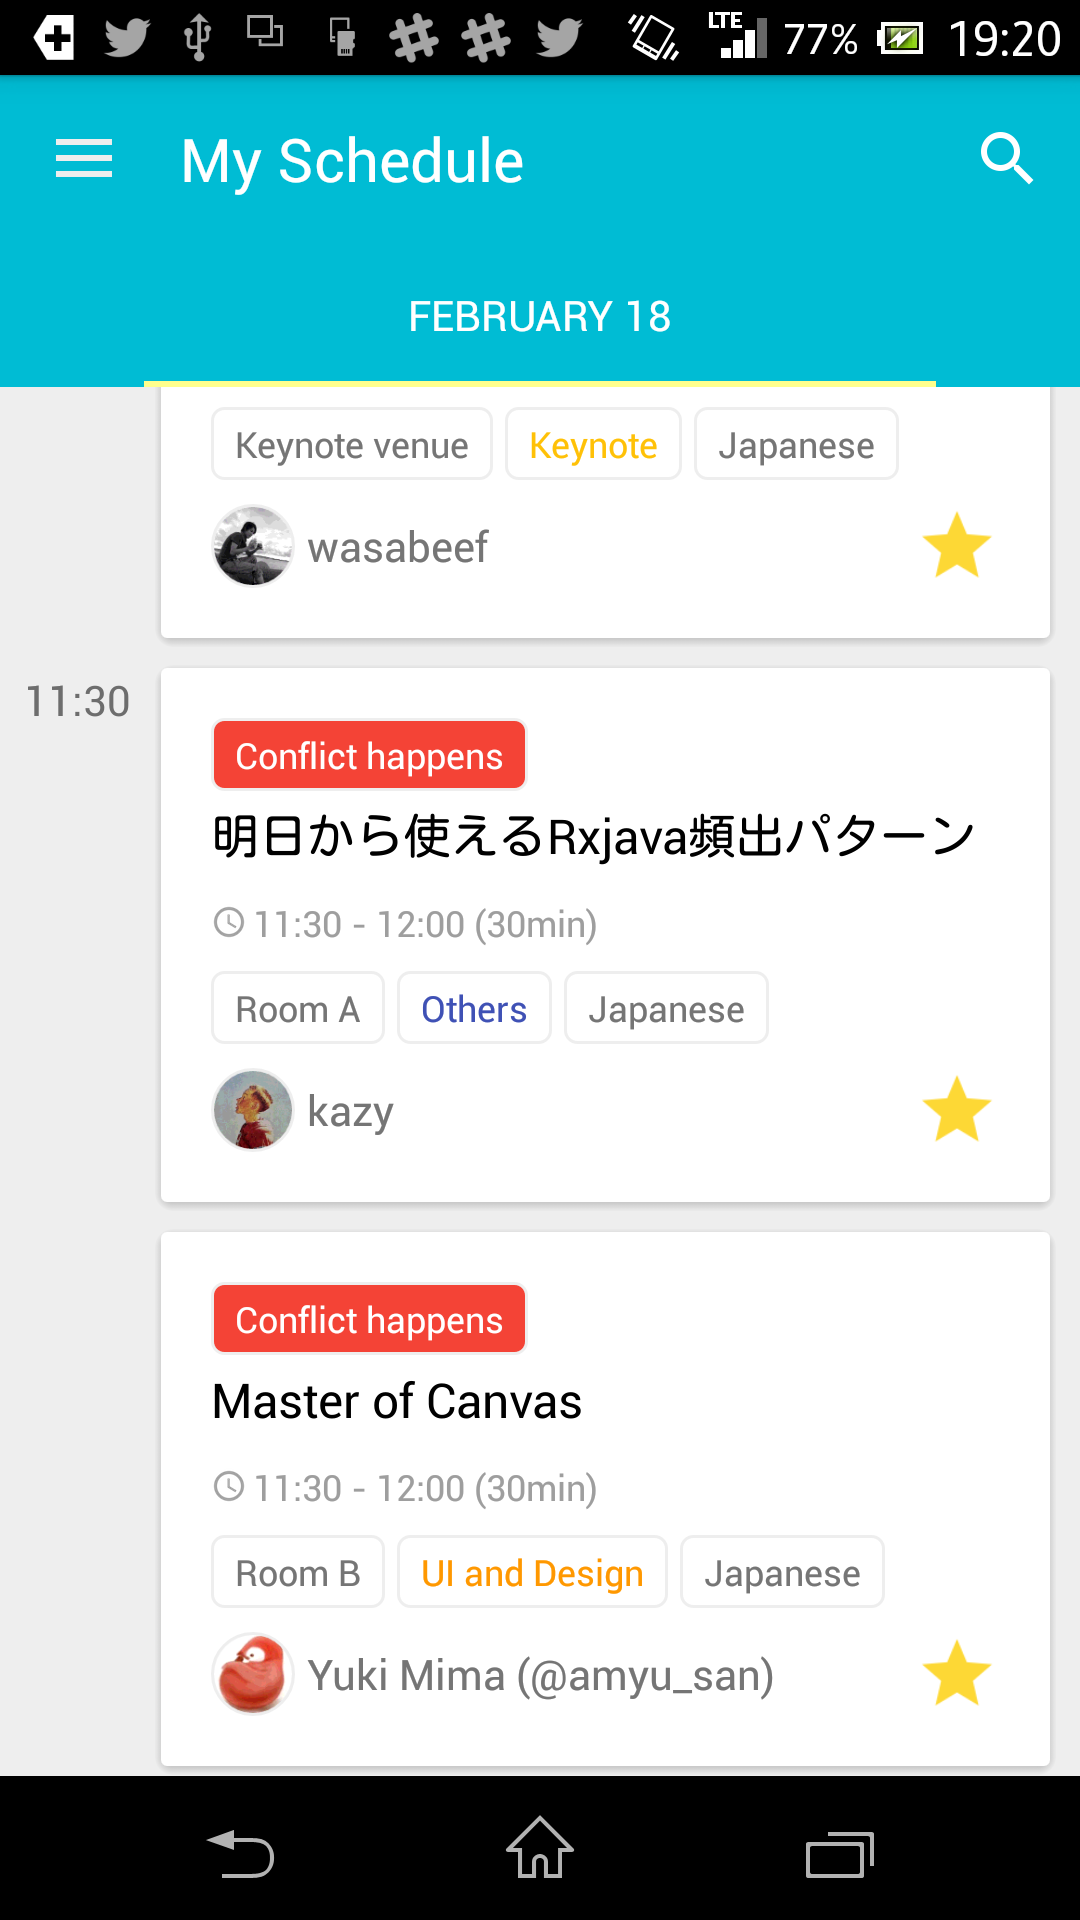 LTE 77% 19:20
My Schedule
FEBRUARY 18
Keynote venue Keynote Japanese
wasabeef
11:30
Conflict happens
明日から使えるRxjava頻出パターン
11:30 - 12:00 (30min)
Room A Others Japanese
kazy
Conflict happens
Master of Canvas
11:30 - 12:00 (30min)
Room B UI and Design Japanese
Yuki Mima (@amyu_san)